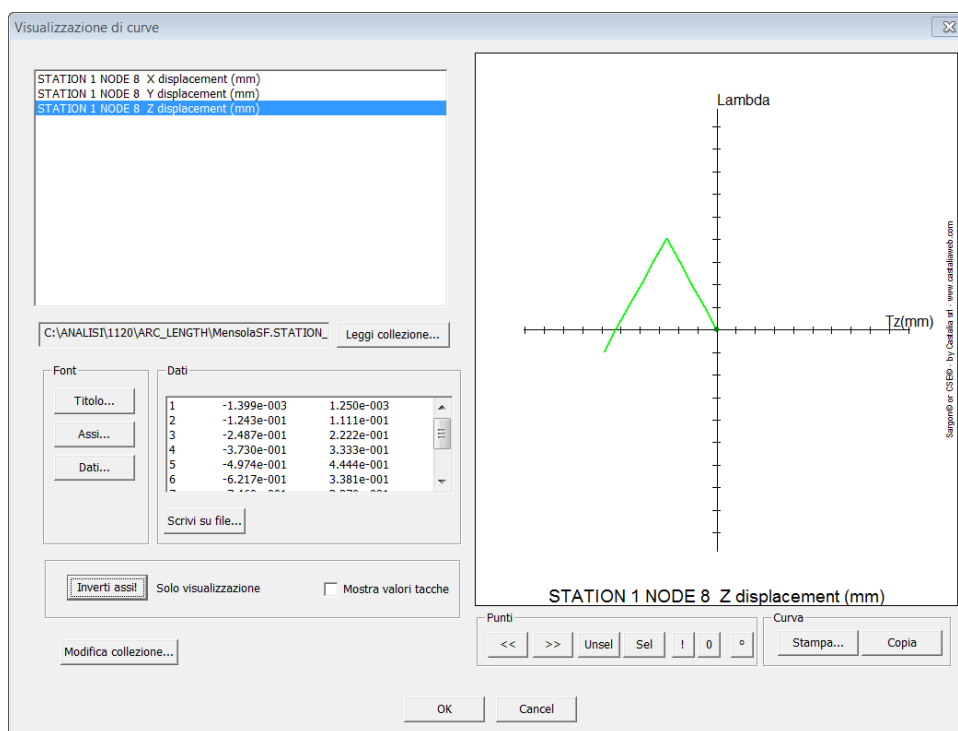 Visualizzazione di curve
STATION 1 NODE 8 X displacement (mm)
STATION 1 NODE 8 Y displacement (mm)
STATION 1 NODE 8 Z displacement (mm)
C:\ANALISI\1120\ARC_LENGTH\MensolaSF.STATION_
Leggi collezione...
Font
Titolo...
Assi...
Dati...
Dati
1 -1.399e-003 1.250e-003
2 -1.243e-001 1.111e-001
3 -2.487e-001 2.222e-001
4 -3.730e-001 3.333e-001
5 -4.974e-001 4.444e-001
6 -6.217e-001 3.381e-001
Scrivi su file...
Inverti assi! Solo visualizzazione Mostra valori tacche
Modifica collezione...
Lambda
Tz(mm)
Sargon© or CSE© - by Castalia srl - www.castaliaweb.com
STATION 1 NODE 8 Z displacement (mm)
Punti
<< >> Unsel Sel ! 0 °
Curva
Stampa... Copia
OK Cancel